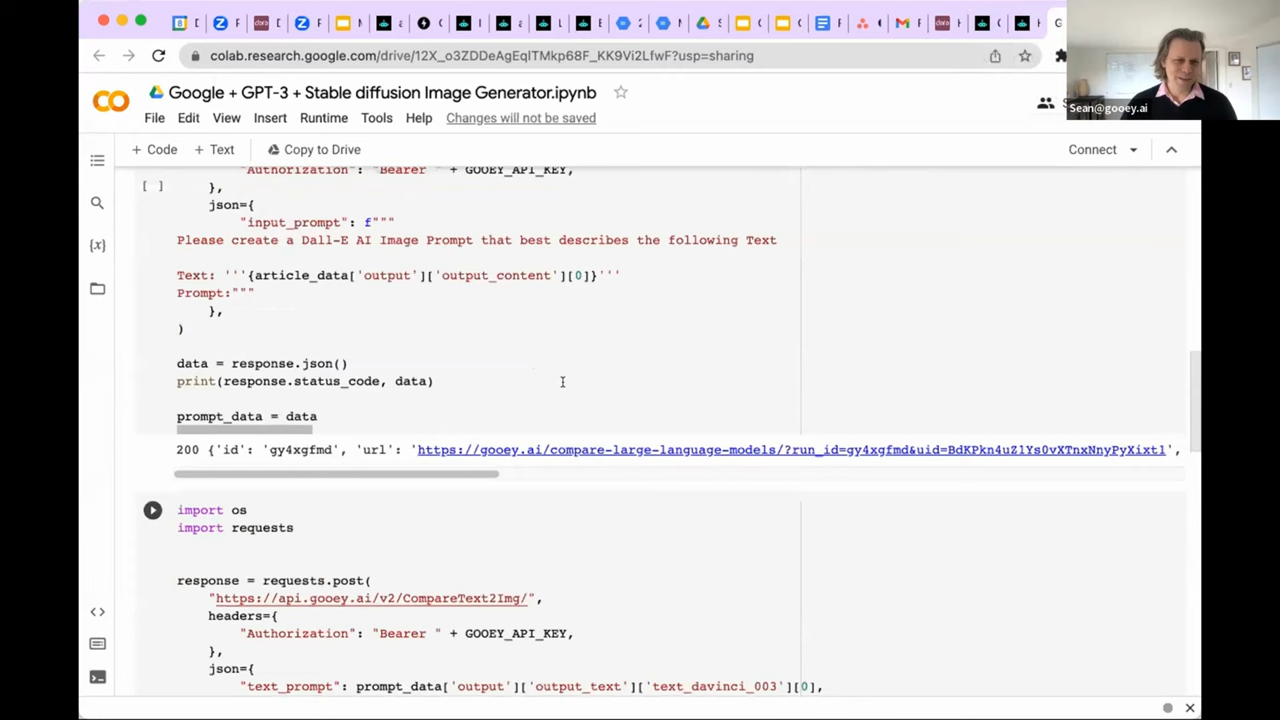 colab.research.google.com/drive/12X_o3ZDDeAgEqITMkp68F_KK9Vi2LfwF?usp=sharing
Google + GPT-3 + Stable diffusion Image Generator.ipynb
Sean@gooey.ai
File Edit View Insert Runtime Tools Help Changes will not be saved
+ Code + Text Copy to Drive Connect
"Authorization": "Bearer " + GOOEY_API_KEY,
[ ] },
json={
"input_prompt": f"""
Please create a Dall-E AI Image Prompt that best describes the following Text
Text: '''{article_data['output']['output_content'][0]}'''
Prompt:"""
},
)
data = response.json()
print(response.status_code, data)
prompt_data = data
200 {'id': 'gy4xgfmd', 'url': 'https://gooey.ai/compare-large-language-models/?run_id=gy4xgfmd&uid=BdKPkn4uZlYs0vXTnxNnyPyXixt1',
import os
import requests
response = requests.post(
"https://api.gooey.ai/v2/CompareText2Img/",
headers={
"Authorization": "Bearer " + GOOEY_API_KEY,
},
json={
"text_prompt": prompt_data['output']['output_text']['text_davinci_003'][0],